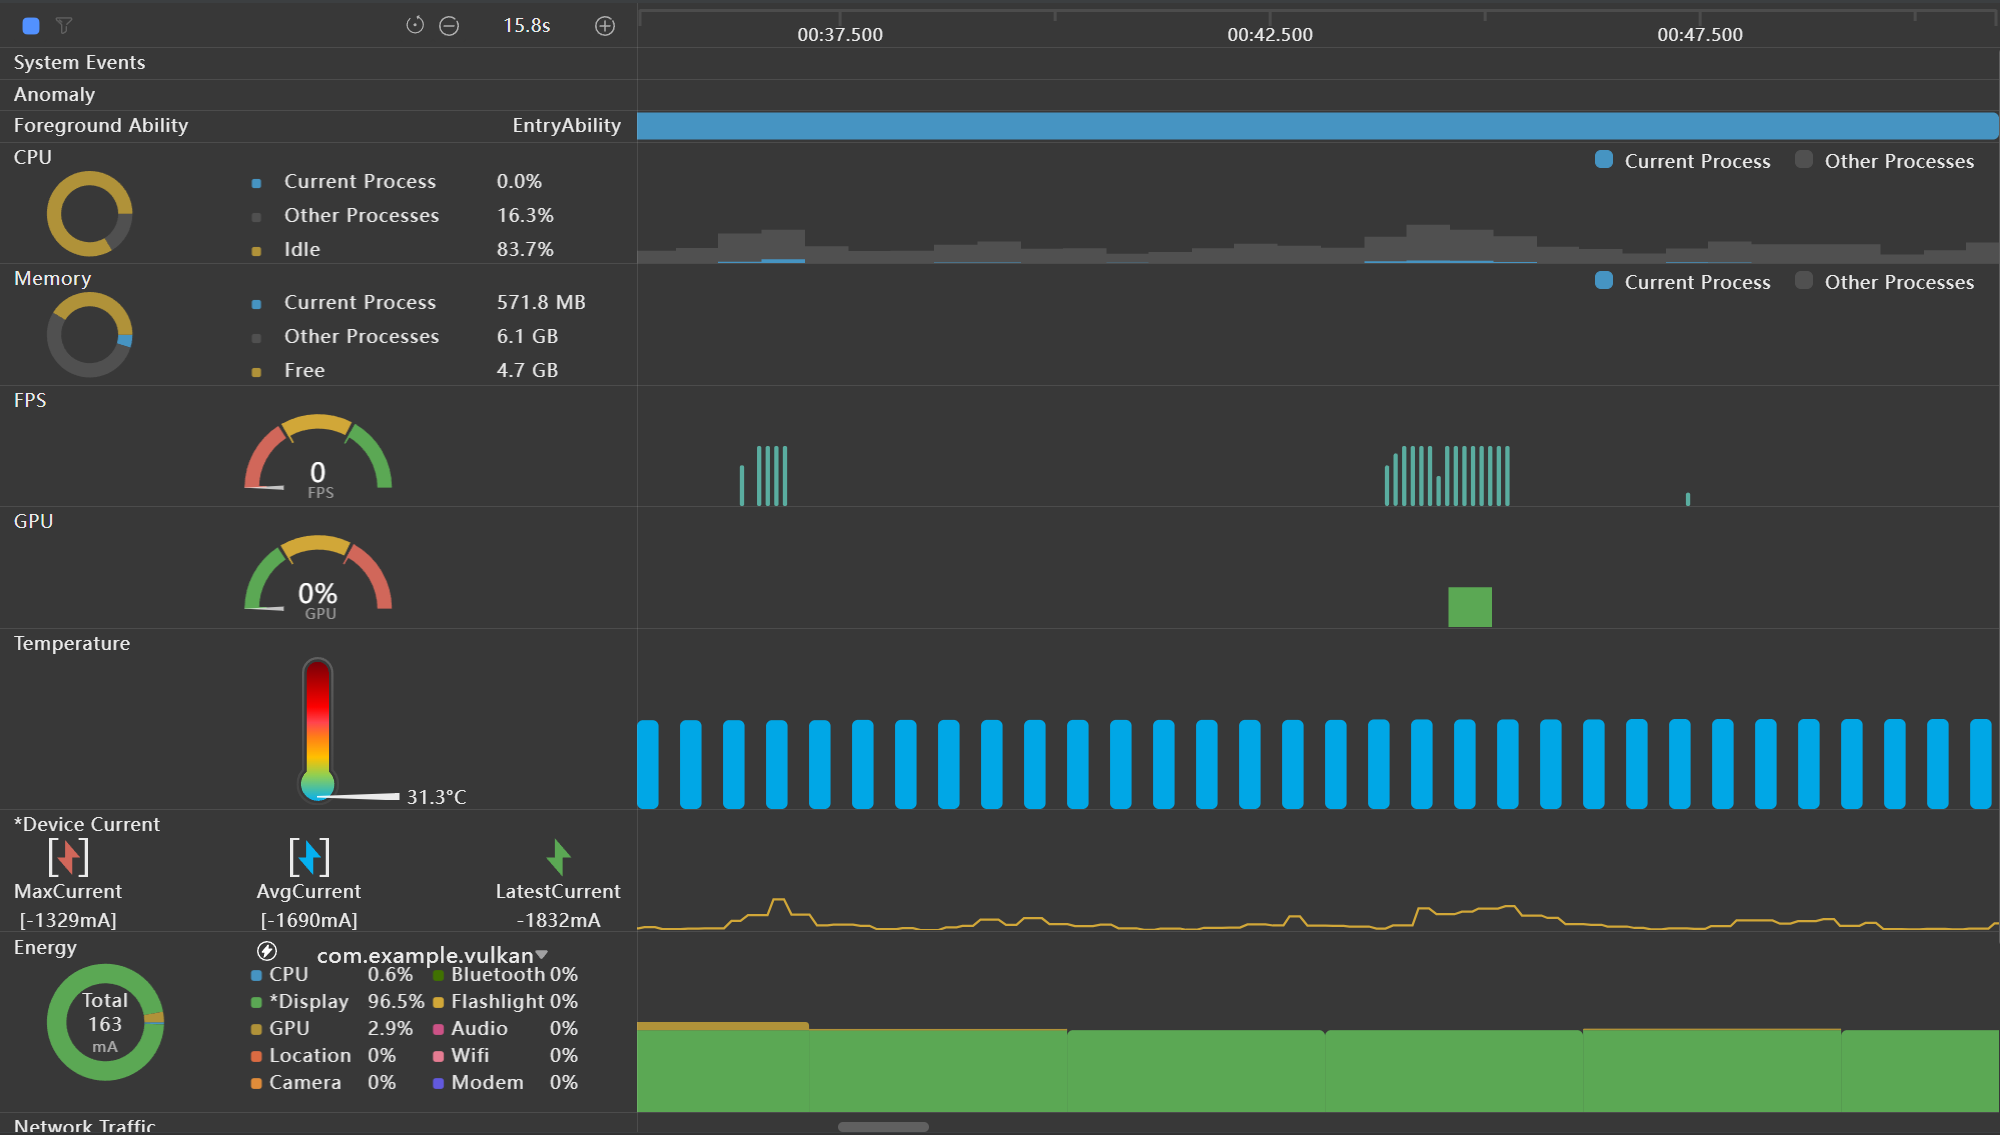 15.8s
00:37.500 00:42.500 00:47.500
System Events
Anomaly
Foreground Ability EntryAbility
CPU
Current Process 0.0%
Other Processes 16.3%
Idle 83.7%
Current Process Other Processes
Memory
Current Process 571.8 MB
Other Processes 6.1 GB
Free 4.7 GB
Current Process Other Processes
FPS
0
FPS
GPU
0%
GPU
Temperature
31.3°C
*Device Current
MaxCurrent AvgCurrent LatestCurrent
[-1329mA] [-1690mA] -1832mA
Energy
com.example.vulkan
Total
163
mA
CPU 0.6% Bluetooth 0%
*Display 96.5% Flashlight 0%
GPU 2.9% Audio 0%
Location 0% Wifi 0%
Camera 0% Modem 0%
Network Traffic